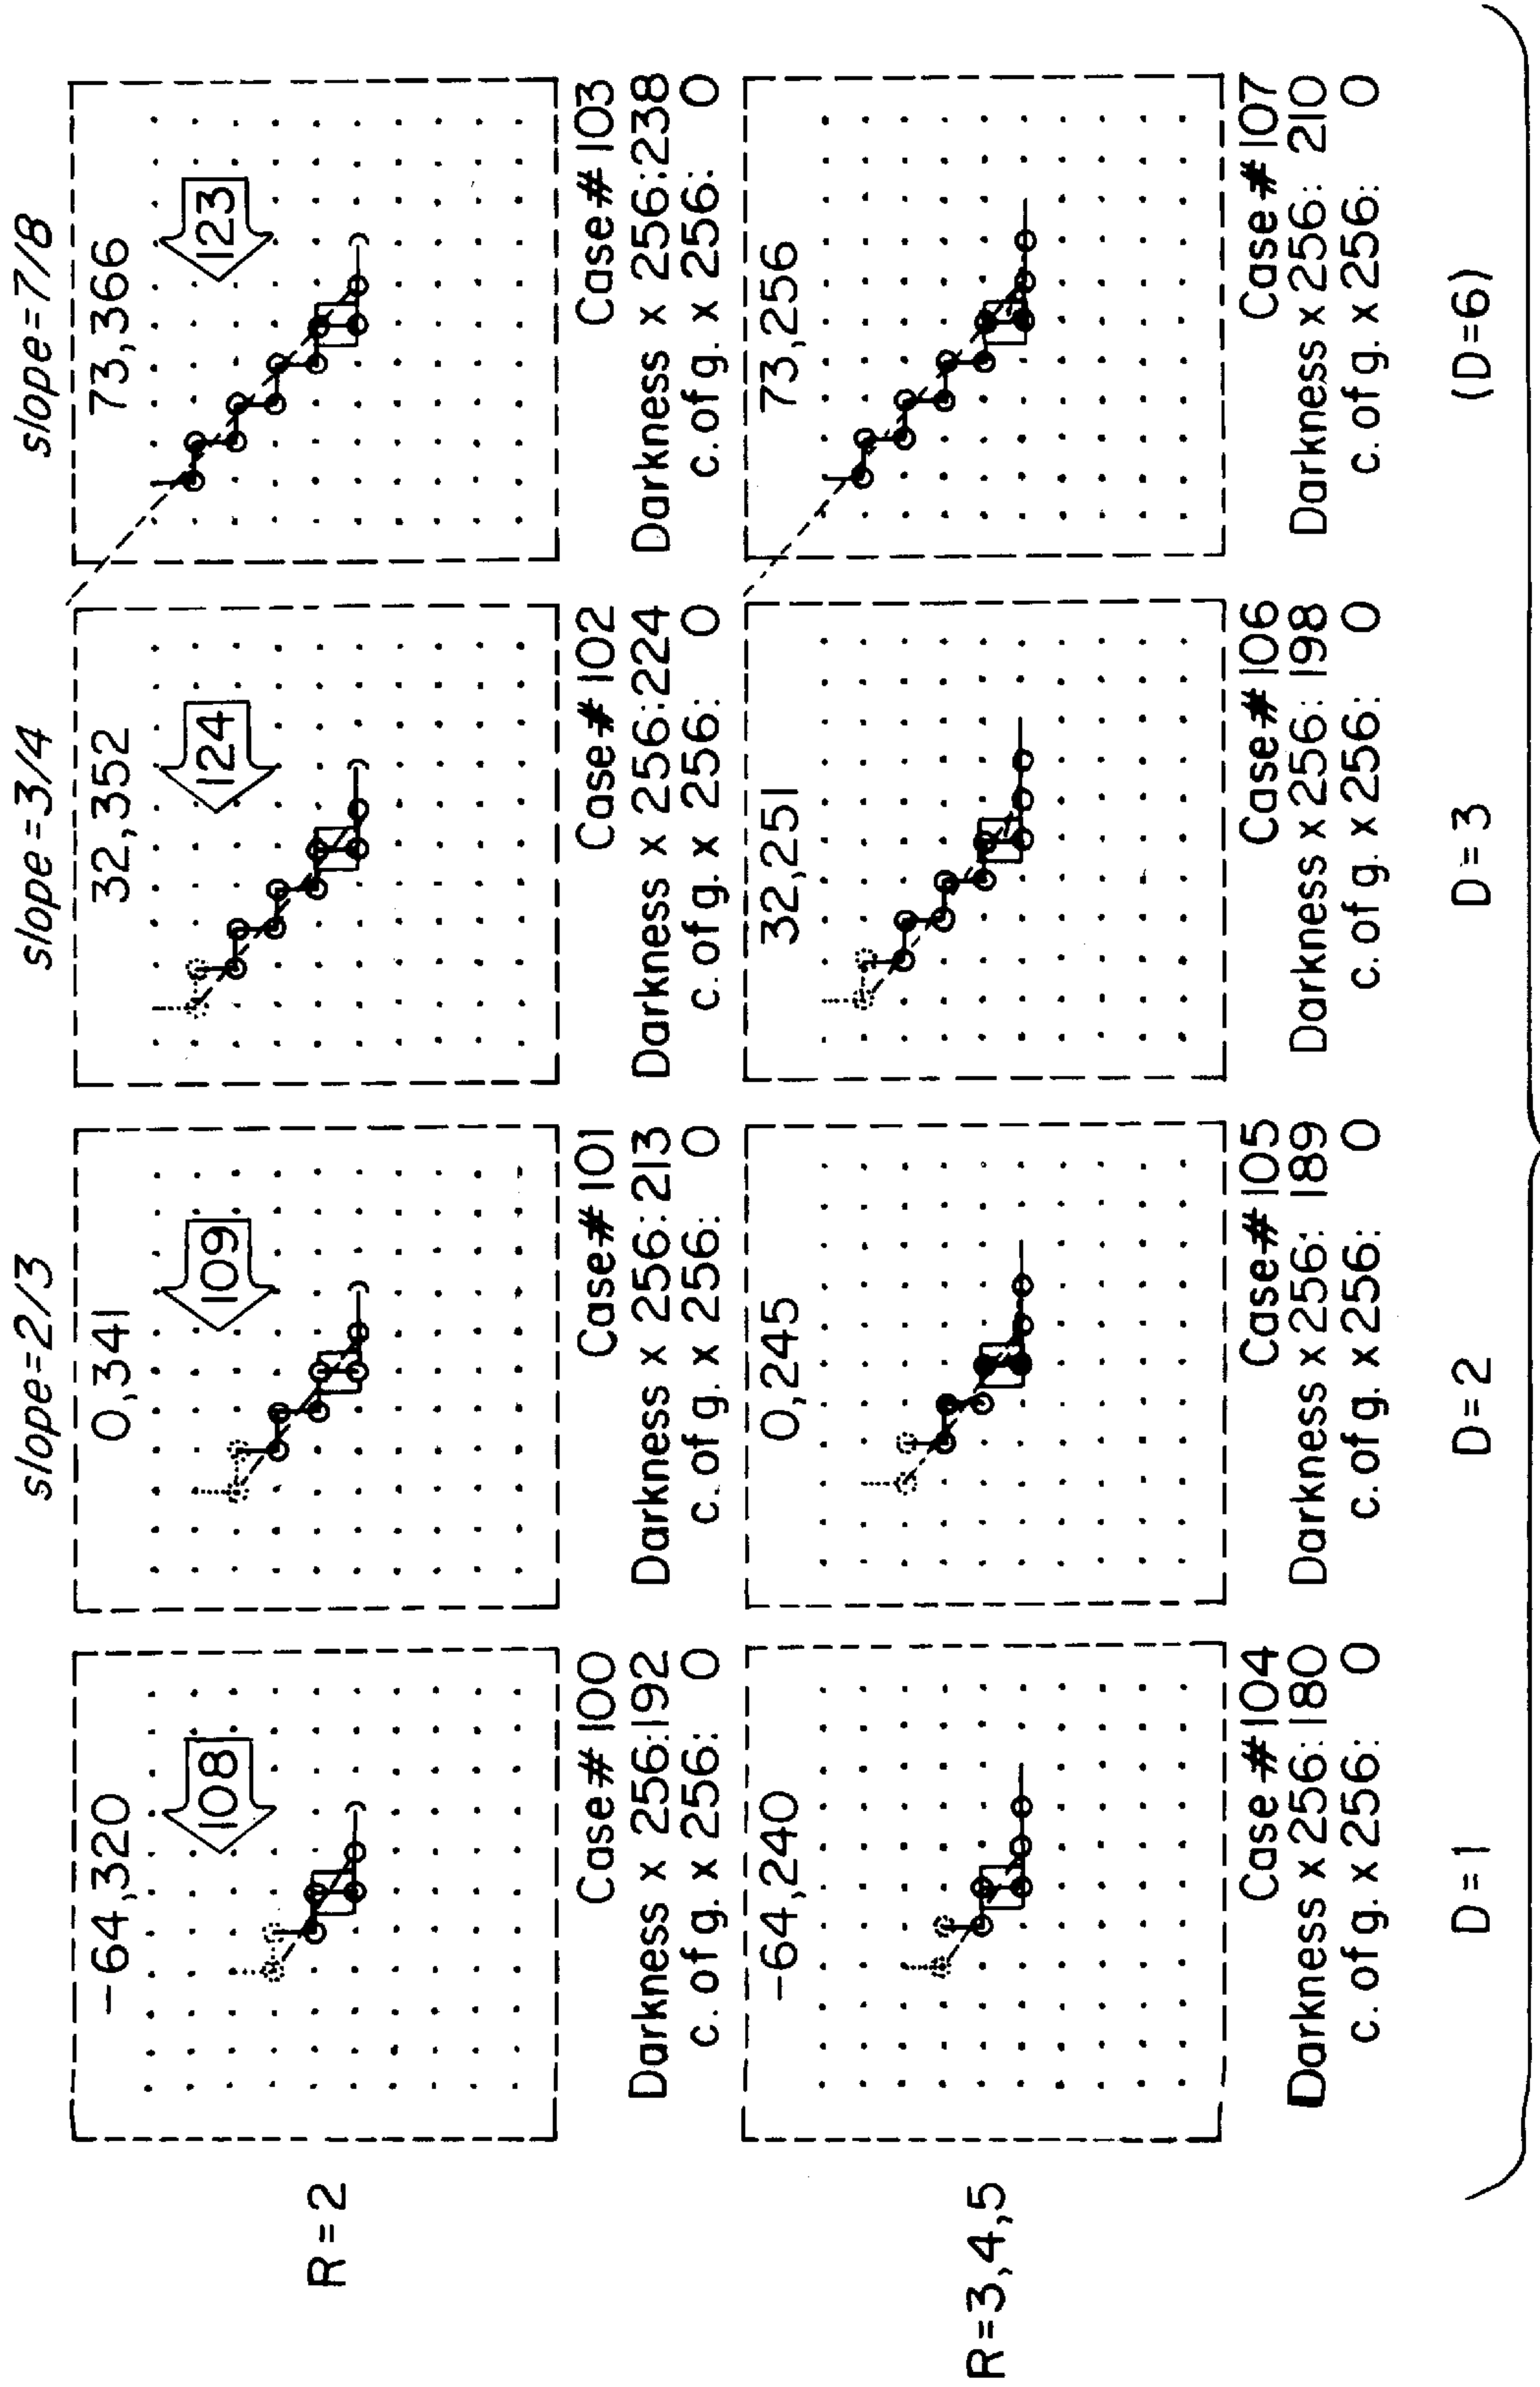 slope=2/3
slope=3/4
slope=7/8
R=2
-64,320
108
Case# 100
Darkness x 256:192
c.of g. x 256: 0
0,341
109
Case# 101
Darkness x 256:213
c.of g. x 256: 0
32,352
124
Case# 102
Darkness x 256:224
c.of g. x 256: 0
73,366
123
Case# 103
Darkness x 256:238
c.of g. x 256: 0
R=3,4,5
-64,240
Case #104
Darkness x 256:180
c.of g. x 256: 0
0,245
Case# 105
Darkness x 256: 189
c.of g. x 256: 0
32,251
Case# 106
Darkness x 256: 198
c.of g. x 256: 0
73,256
Case# 107
Darkness x 256: 210
c.of g. x 256: 0
D=1
D=2
D=3
(D=6)